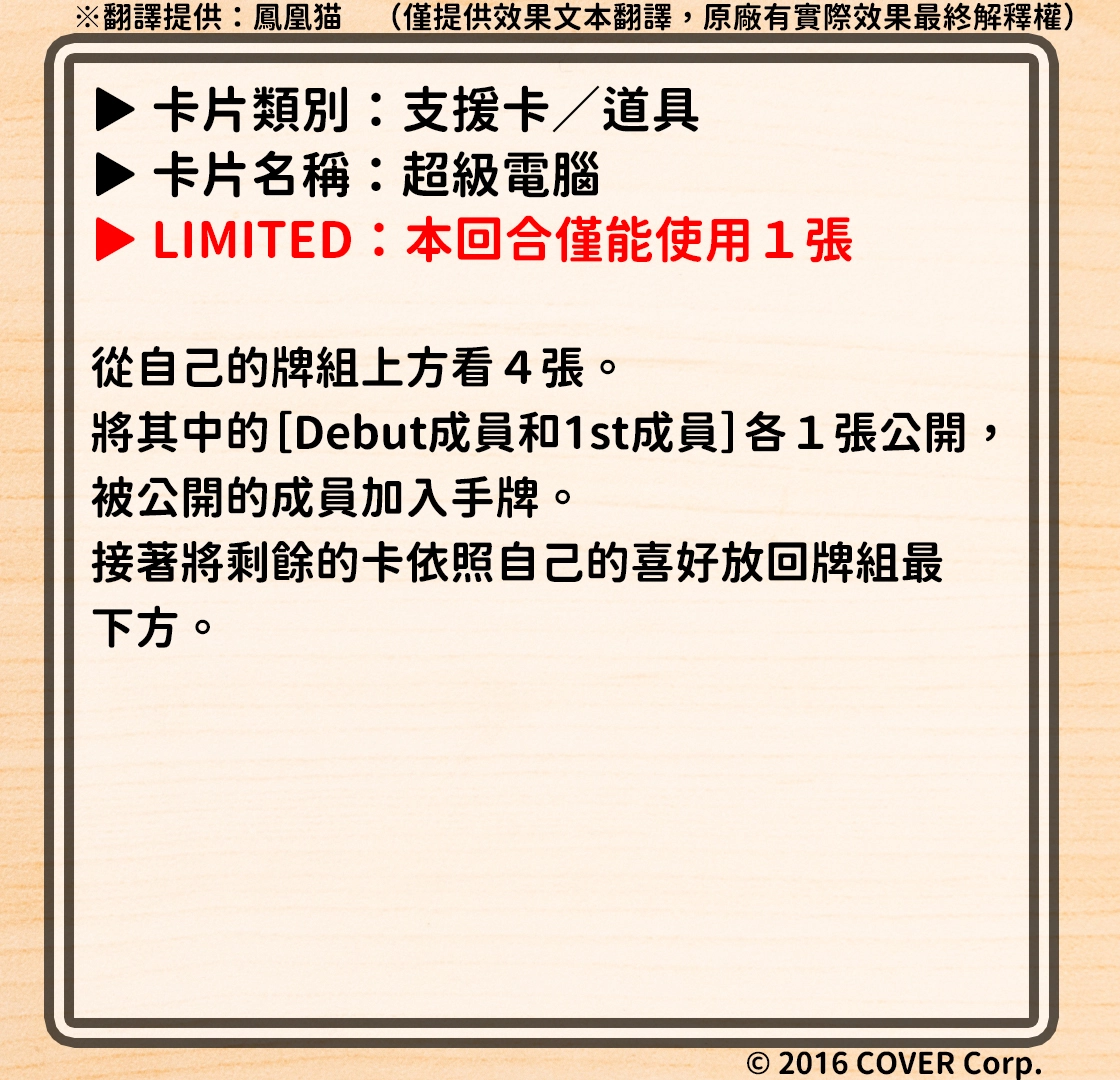 ※翻譯提供：鳳凰猫　（僅提供效果文本翻譯，原廠有實際效果最終解釋權）
▶ 卡片類別：支援卡／道具
▶ 卡片名稱：超級電腦
▶ LIMITED：本回合僅能使用１張
從自己的牌組上方看４張。
將其中的[Debut成員和1st成員]各１張公開，
被公開的成員加入手牌。
接著將剩餘的卡依照自己的喜好放回牌組最
下方。
© 2016 COVER Corp.